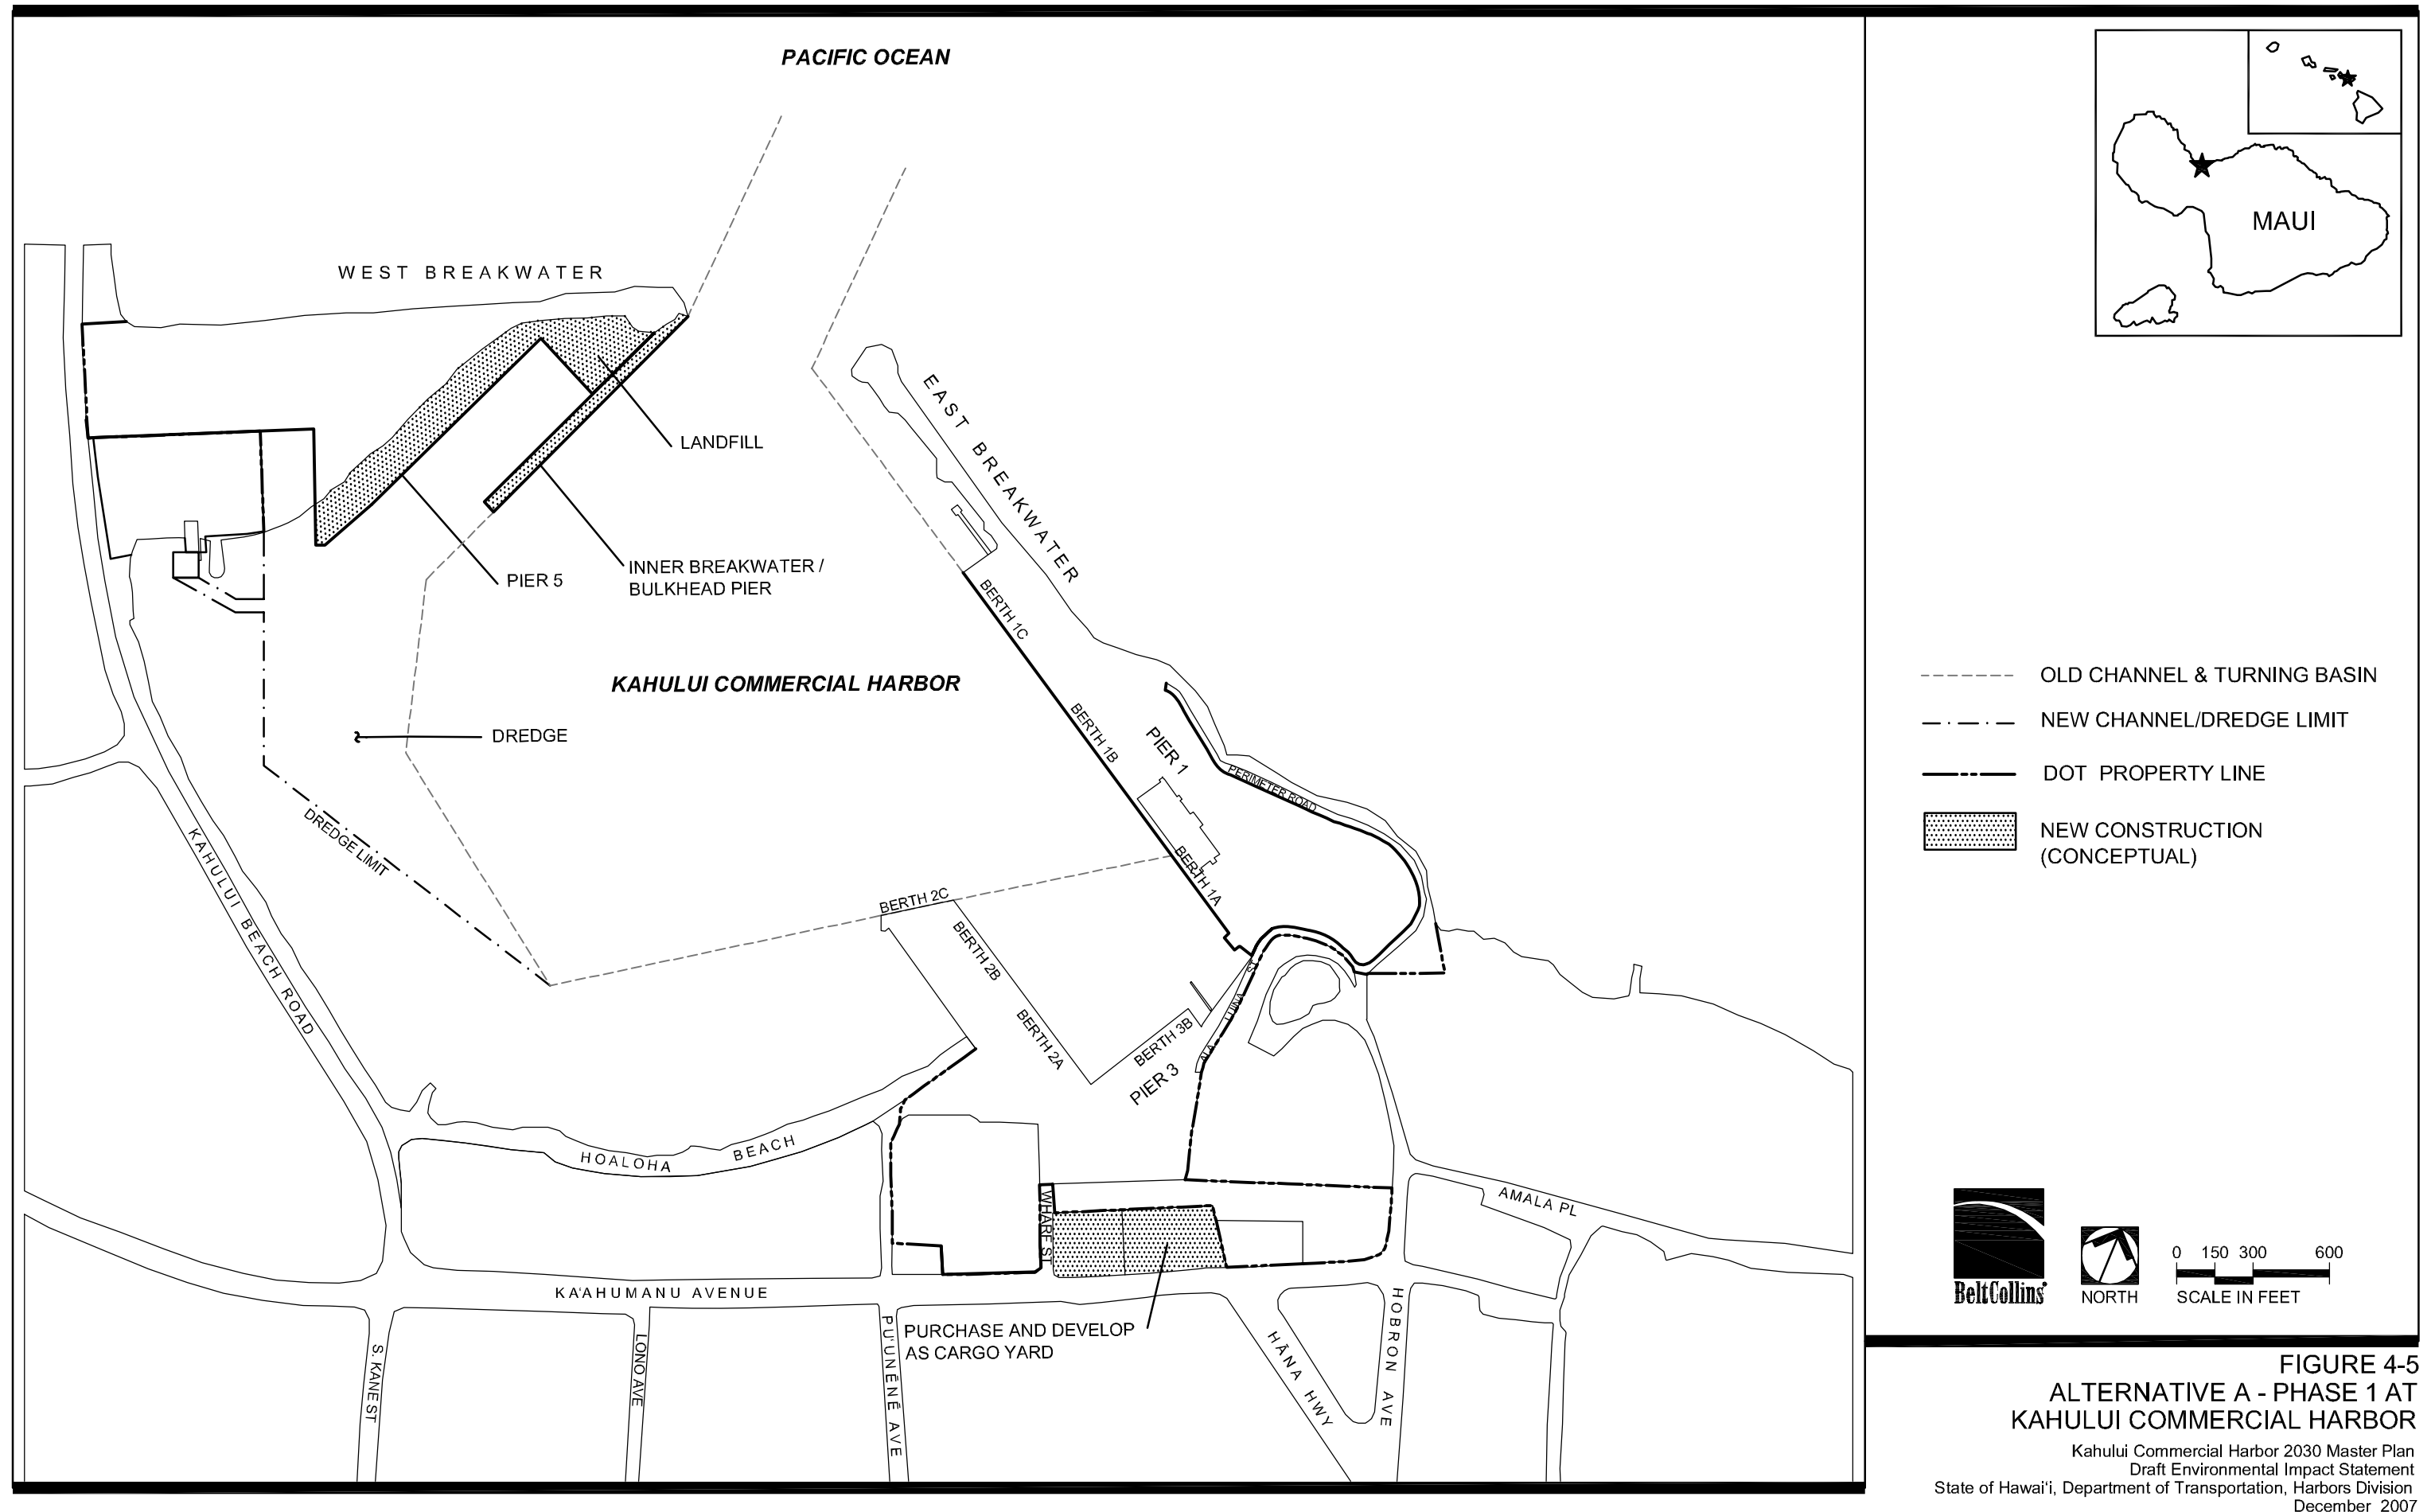 PACIFIC OCEAN
WEST BREAKWATER
EAST BREAKWATER
LANDFILL
PIER 5
INNER BREAKWATER /
BULKHEAD PIER
KAHULUI COMMERCIAL HARBOR
DREDGE
DREDGE LIMIT
BERTH 1C
BERTH 1B
PIER 1
PERIMETER ROAD
BERTH 1A
BERTH 2C
BERTH 2B
BERTH 2A
BERTH 3B
PIER 3
ALA LUINA
KAHULUI BEACH ROAD
HOALOHA BEACH
WHARF ST
AMALA PL
KA'AHUMANU AVENUE
PURCHASE AND DEVELOP
AS CARGO YARD
S. KANE ST
LONO AVE
PU'UNĒNĒ AVE
HĀNA HWY
HOBRON AVE
MAUI
OLD CHANNEL & TURNING BASIN
NEW CHANNEL/DREDGE LIMIT
DOT PROPERTY LINE
NEW CONSTRUCTION
(CONCEPTUAL)
BeltCollins
NORTH
0 150 300 600
SCALE IN FEET
FIGURE 4-5
ALTERNATIVE A - PHASE 1 AT
KAHULUI COMMERCIAL HARBOR
Kahului Commercial Harbor 2030 Master Plan
Draft Environmental Impact Statement
State of Hawai'i, Department of Transportation, Harbors Division
December 2007